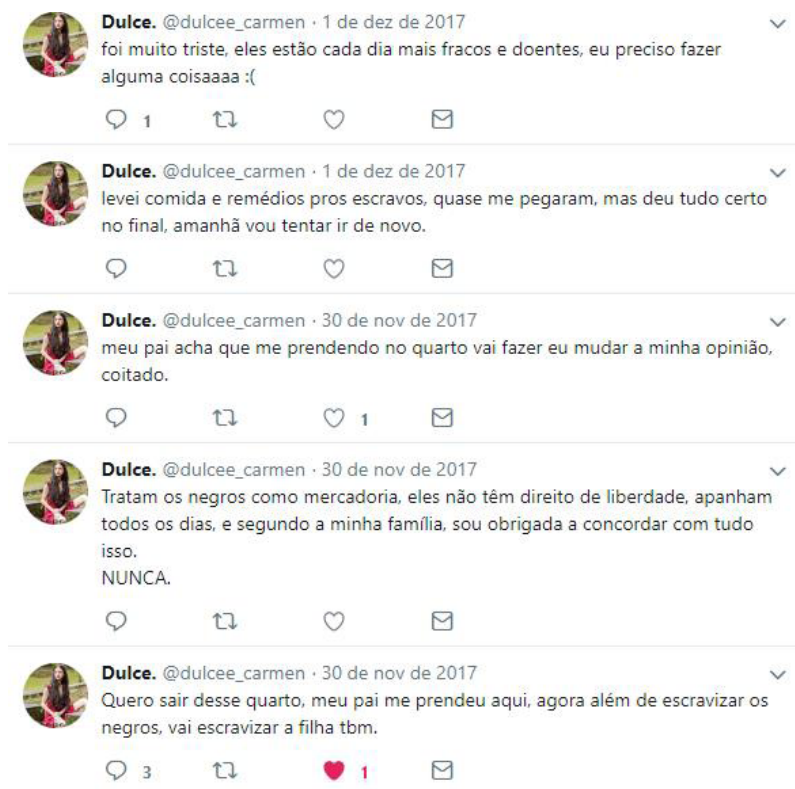 Dulce. @dulcee_carmen · 1 de dez de 2017
foi muito triste, eles estão cada dia mais fracos e doentes, eu preciso fazer
alguma coisaaaa :(
1
Dulce. @dulcee_carmen · 1 de dez de 2017
levei comida e remédios pros escravos, quase me pegaram, mas deu tudo certo
no final, amanhã vou tentar ir de novo.
Dulce. @dulcee_carmen · 30 de nov de 2017
meu pai acha que me prendendo no quarto vai fazer eu mudar a minha opinião,
coitado.
1
Dulce. @dulcee_carmen · 30 de nov de 2017
Tratam os negros como mercadoria, eles não têm direito de liberdade, apanham
todos os dias, e segundo a minha família, sou obrigada a concordar com tudo
isso.
NUNCA.
Dulce. @dulcee_carmen · 30 de nov de 2017
Quero sair desse quarto, meu pai me prendeu aqui, agora além de escravizar os
negros, vai escravizar a filha tbm.
3 1